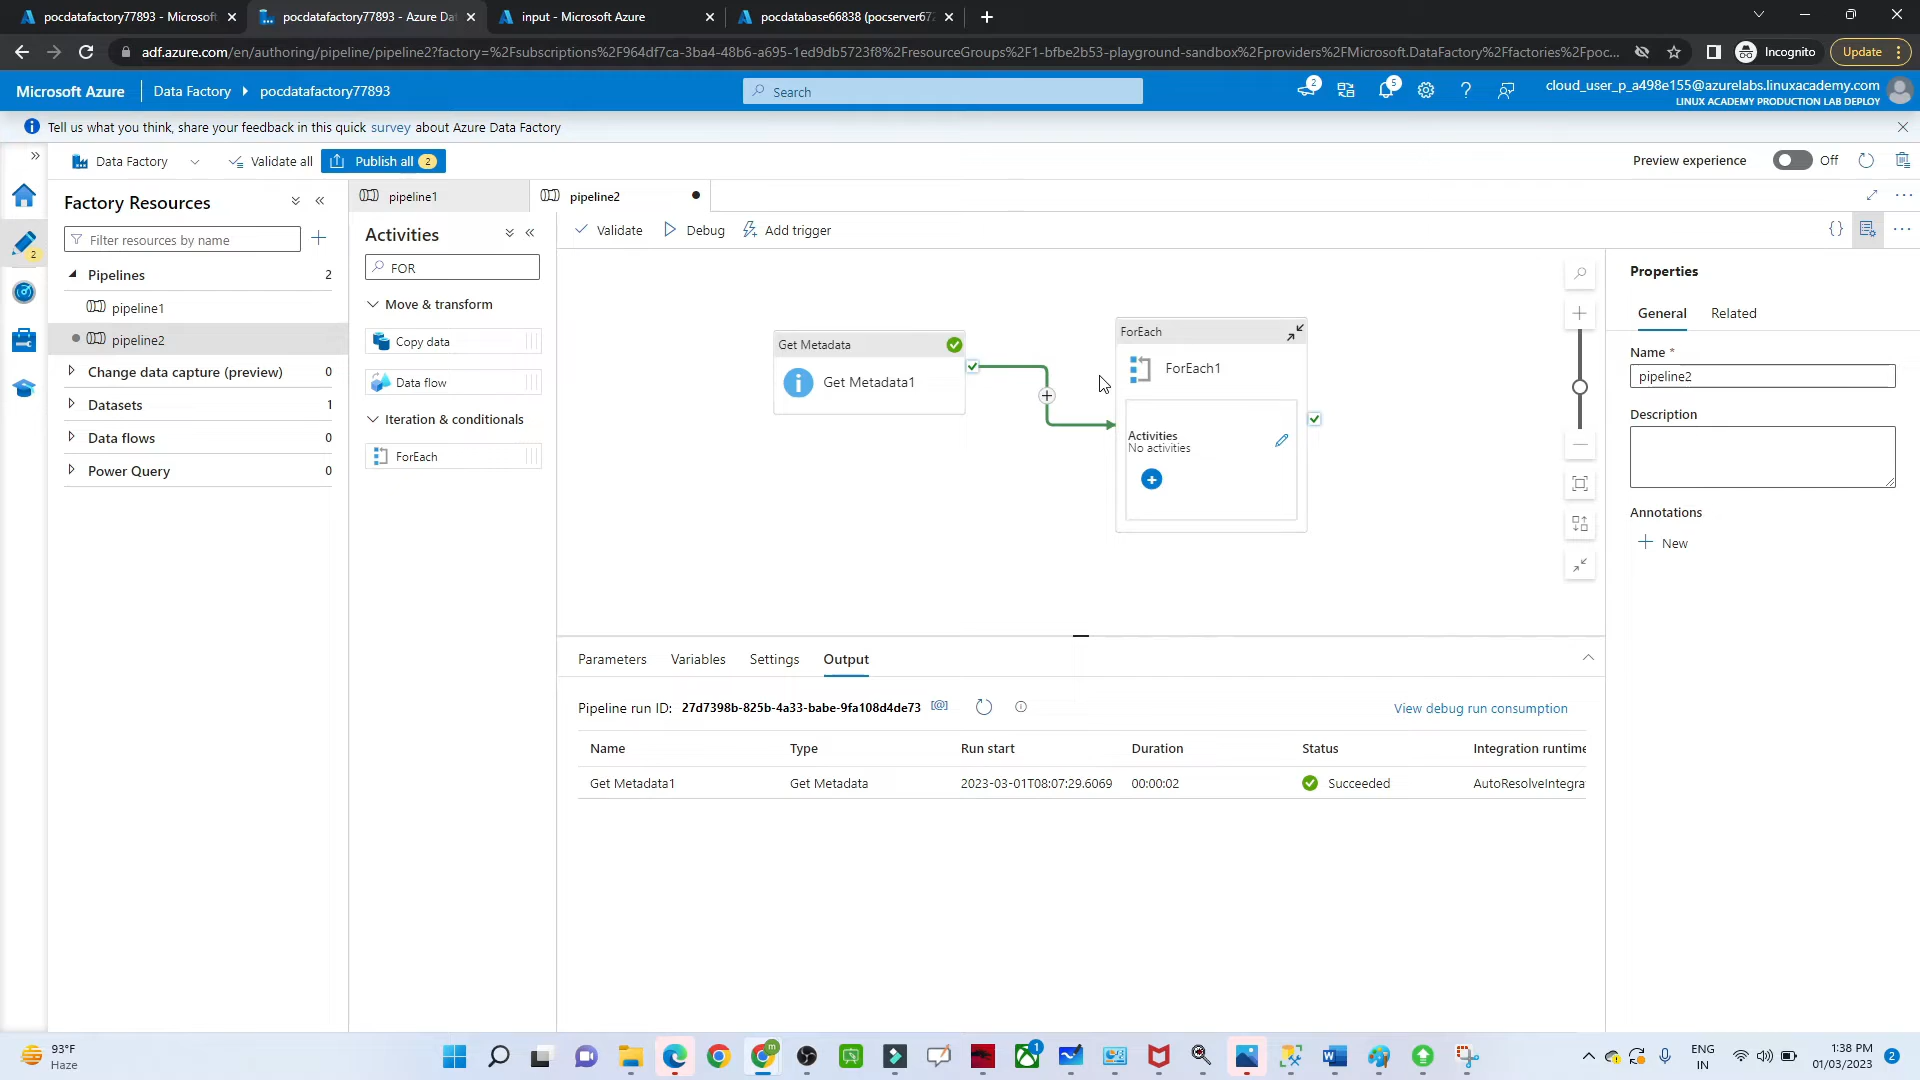 pocdatafactory77893 - Microsoft
pocdatafactory77893 - Azure Dat
input - Microsoft Azure
pocdatabase66838 (pocserver67
adf.azure.com/en/authoring/pipeline/pipeline2?factory=%2Fsubscriptions%2F964df7ca-3ba4-48b6-a695-1ed9db5723f8%2FresourceGroups%2F1-bfbe2b53-playground-sandbox%2Fproviders%2FMicrosoft.DataFactory%2Ffactories%2Fpoc...
Incognito
Update
Microsoft Azure
Data Factory
pocdatafactory77893
Search
2
5
cloud_user_p_a498e155@azurelabs.linuxacademy.com
LINUX ACADEMY PRODUCTION LAB DEPLOY
Tell us what you think, share your feedback in this quick survey about Azure Data Factory
Data Factory
Validate all
Publish all 2
Preview experience
Off
2
Factory Resources
Filter resources by name
Pipelines 2
pipeline1
pipeline2
Change data capture (preview) 0
Datasets 1
Data flows 0
Power Query 0
pipeline1
pipeline2
Activities
FOR
Move & transform
Copy data
Data flow
Iteration & conditionals
ForEach
Validate
Debug
Add trigger
Get Metadata
Get Metadata1
ForEach
ForEach1
Activities
No activities
Properties
General
Related
Name *
pipeline2
Description
Annotations
New
Parameters
Variables
Settings
Output
Pipeline run ID: 27d7398b-825b-4a33-babe-9fa108d4de73 [@]
View debug run consumption
Name Type Run start Duration Status Integration runtime
Get Metadata1 Get Metadata 2023-03-01T08:07:29.6069 00:00:02 Succeeded AutoResolveIntegra
93°F
Haze
m
1
ENG
IN
1:38 PM
01/03/2023
2